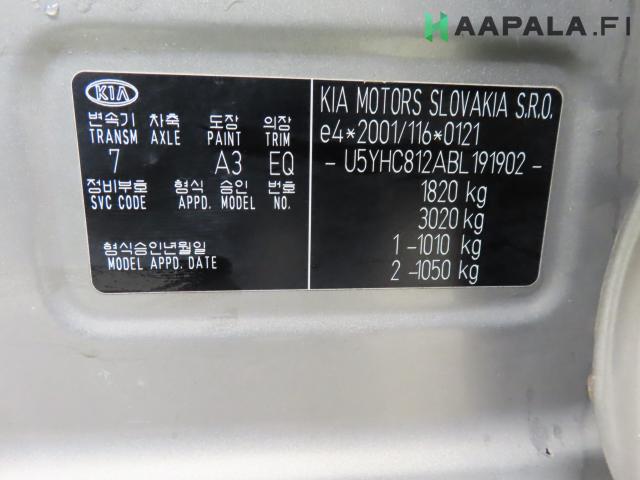 HAAPALA.FI
KIA
변속기 차축 도장 의장
TRANSM AXLE PAINT TRIM
7 A3 EQ
정비부호 형식 승인 번호
SVC CODE APPD. MODEL NO.
형식승인년월일
MODEL APPD. DATE
KIA MOTORS SLOVAKIA S.R.O.
e4*2001/116*0121
- U5YHC812ABL191902 -
1820 kg
3020 kg
1 -1010 kg
2 -1050 kg